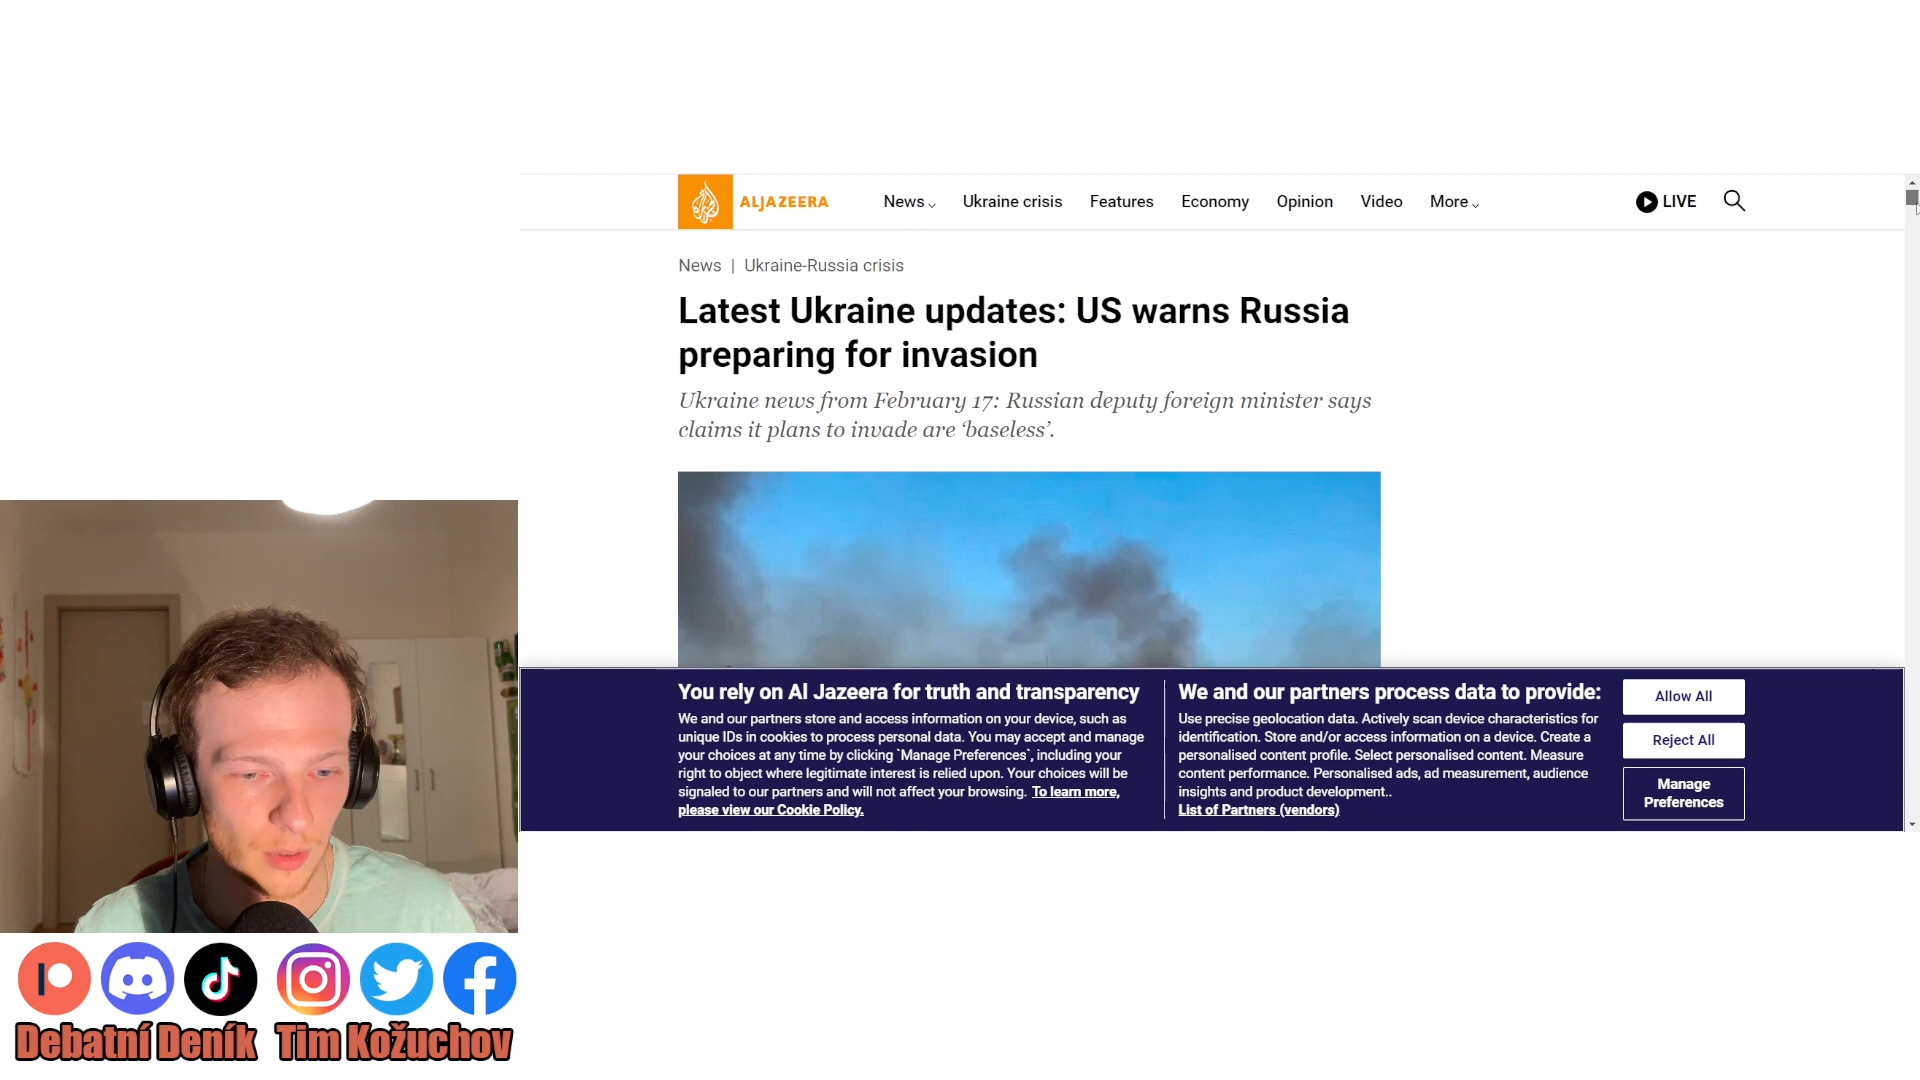 ALJAZEERA
News
Ukraine crisis
Features
Economy
Opinion
Video
More
LIVE
News | Ukraine-Russia crisis
Latest Ukraine updates: US warns Russia
preparing for invasion
Ukraine news from February 17: Russian deputy foreign minister says
claims it plans to invade are ‘baseless’.
You rely on Al Jazeera for truth and transparency
We and our partners store and access information on your device, such as
unique IDs in cookies to process personal data. You may accept and manage
your choices at any time by clicking `Manage Preferences`, including your
right to object where legitimate interest is relied upon. Your choices will be
signaled to our partners and will not affect your browsing. To learn more,
please view our Cookie Policy.
We and our partners process data to provide:
Use precise geolocation data. Actively scan device characteristics for
identification. Store and/or access information on a device. Create a
personalised content profile. Select personalised content. Measure
content performance. Personalised ads, ad measurement, audience
insights and product development..
List of Partners (vendors)
Allow All
Reject All
Manage
Preferences
Debatní Deník
Tim Kožuchov